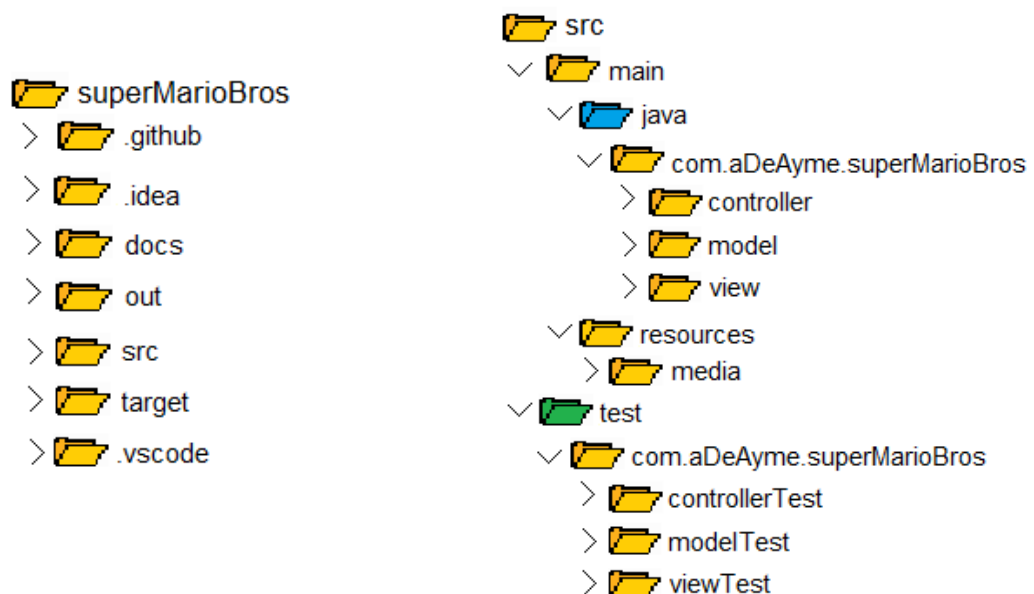 superMarioBros
.github
.idea
docs
out
src
target
.vscode
src
main
java
com.aDeAyme.superMarioBros
controller
model
view
resources
media
test
com.aDeAyme.superMarioBros
controllerTest
modelTest
viewTest